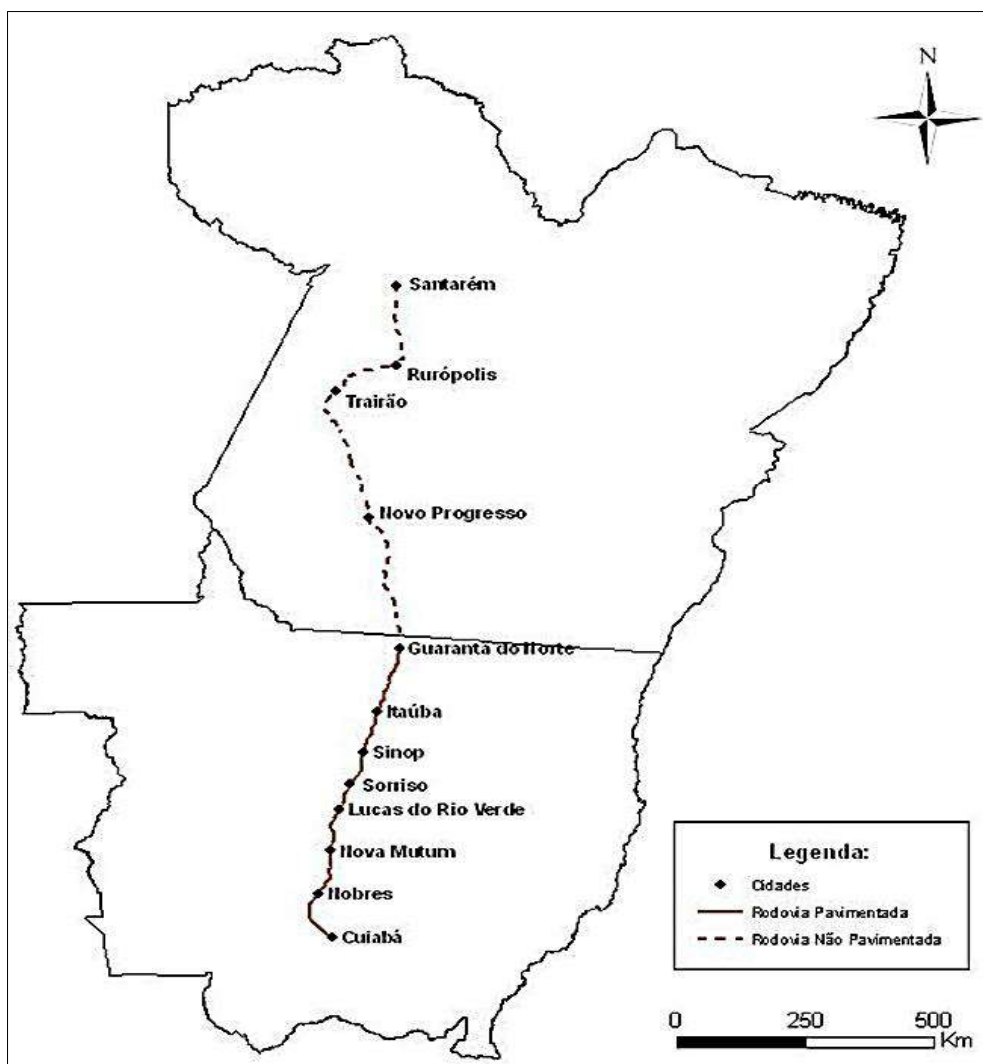 N
Santarém
Rurópolis
Trairão
Novo Progresso
Guarantã do Norte
Itaúba
Sinop
Sorriso
Lucas do Rio Verde
Nova Mutum
Nobres
Cuiabá
Legenda:
Cidades
Rodovia Pavimentada
Rodovia Não Pavimentada
0 250 500
Km